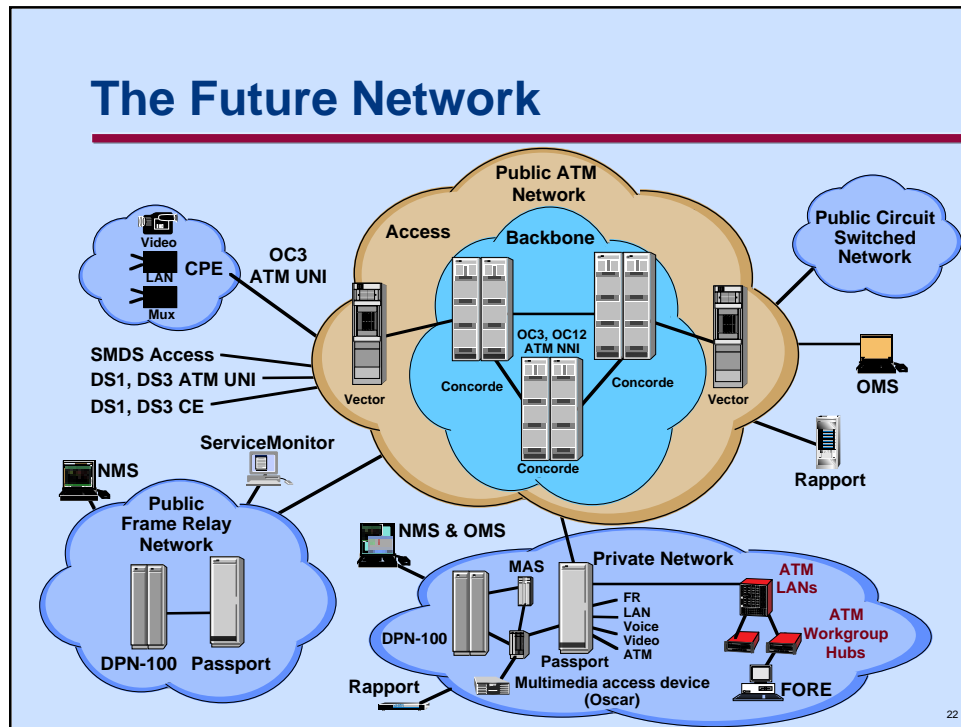 The Future Network
Public ATM
Network
Access
Backbone
Public Circuit
Switched
Network
Video
LAN
CPE
Mux
OC3
ATM UNI
OC3, OC12
ATM NNI
SMDS Access
DS1, DS3 ATM UNI
DS1, DS3 CE
Vector
Concorde
Concorde
Concorde
Vector
OMS
Rapport
ServiceMonitor
NMS
Public
Frame Relay
Network
DPN-100
Passport
NMS & OMS
Private Network
MAS
DPN-100
Passport
FR
LAN
Voice
Video
ATM
ATM
LANs
ATM
Workgroup
Hubs
FORE
Rapport
Multimedia access device
(Oscar)
22